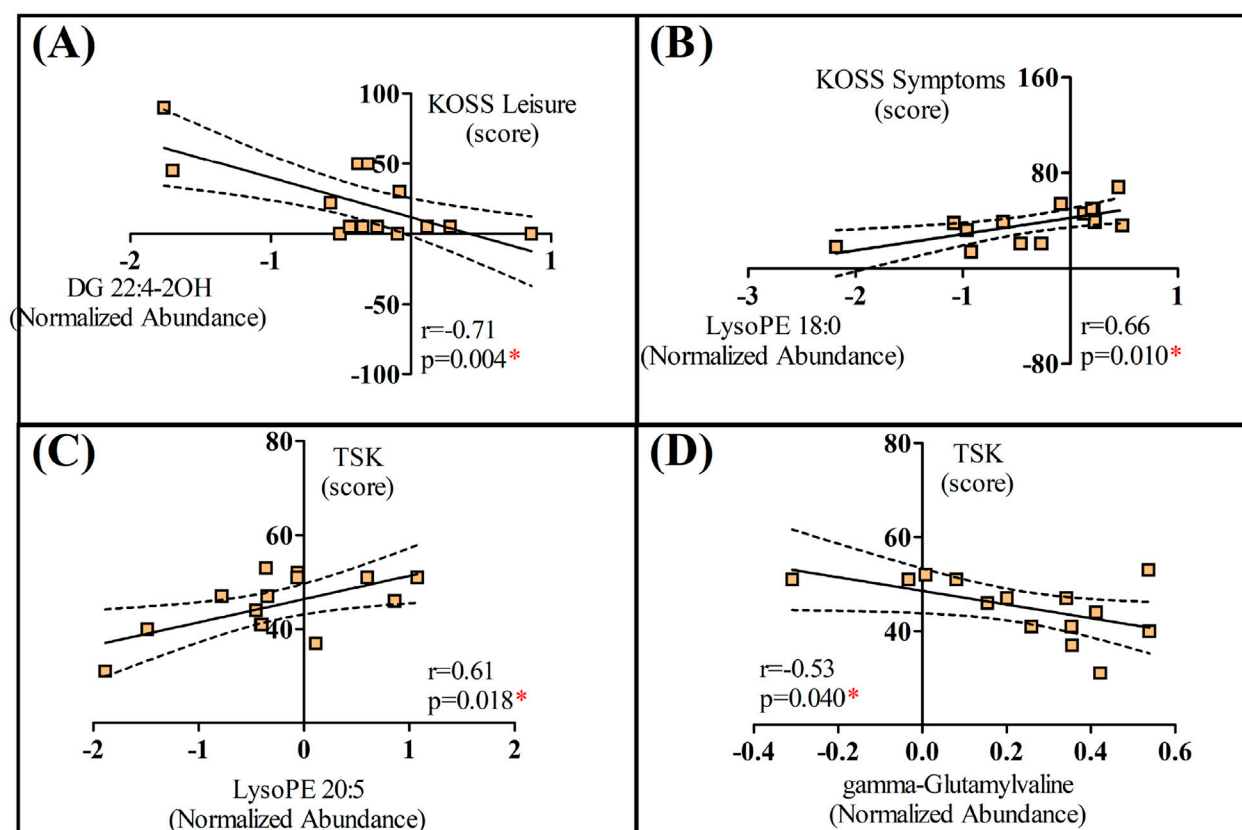 (A)
100
KOSS Leisure
(score)
50
-2
-1
1
DG 22:4-2OH
(Normalized Abundance)
-50
r=-0.71
p=0.004*
-100
(B)
160
KOSS Symptoms
(score)
80
-3
-2
-1
1
LysoPE 18:0
(Normalized Abundance)
r=0.66
p=0.010*
-80
(C)
80
TSK
(score)
60
40
r=0.61
p=0.018*
-2
-1
0
1
2
LysoPE 20:5
(Normalized Abundance)
(D)
80
TSK
(score)
60
40
r=-0.53
p=0.040*
-0.4
-0.2
0.0
0.2
0.4
0.6
gamma-Glutamylvaline
(Normalized Abundance)